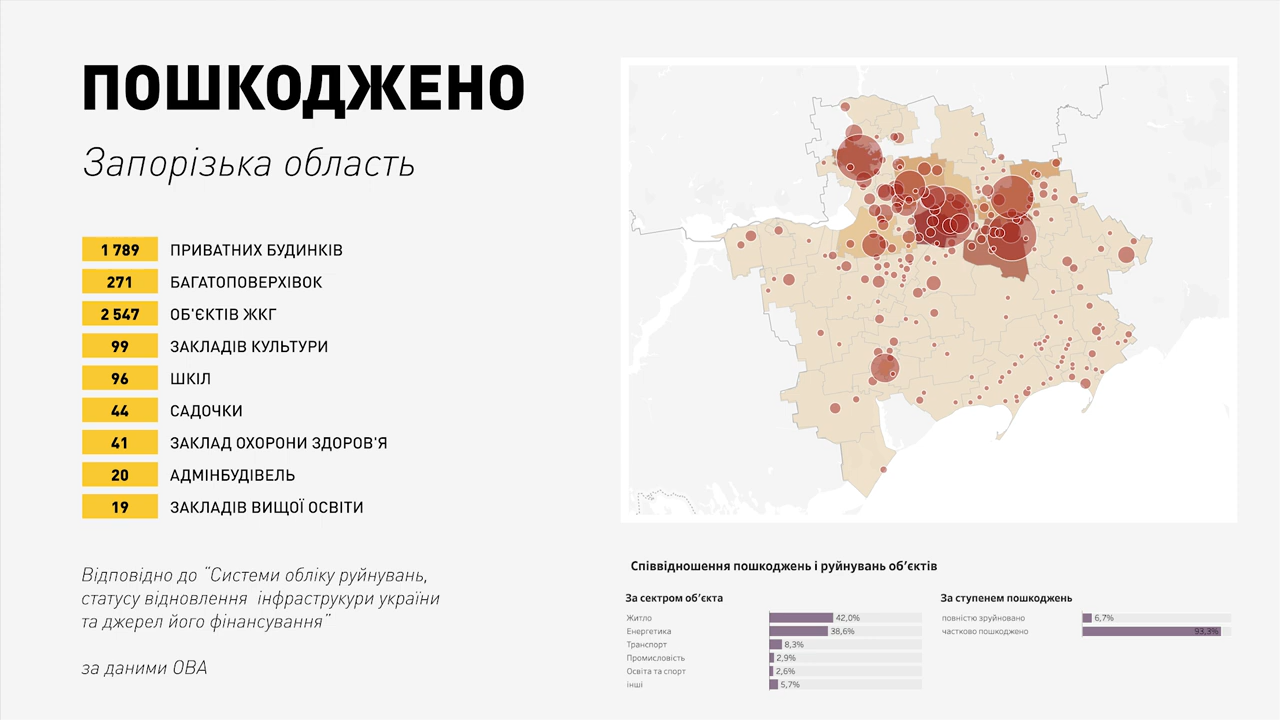 ПОШКОДЖЕНО
Запорізька область
1 789 ПРИВАТНИХ БУДИНКІВ
271 БАГАТОПОВЕРХІВОК
2 547 ОБ'ЄКТІВ ЖКГ
99 ЗАКЛАДІВ КУЛЬТУРИ
96 ШКІЛ
44 САДОЧКИ
41 ЗАКЛАД ОХОРОНИ ЗДОРОВ'Я
20 АДМІНБУДІВЕЛЬ
19 ЗАКЛАДІВ ВИЩОЇ ОСВІТИ
Відповідно до "Системи обліку руйнувань,
статусу відновлення інфраструкури україни
та джерел його фінансування"
за даними ОВА
Співвідношення пошкоджень і руйнувань об’єктів
За сектором об’єкта
Житло 42,0%
Енергетика 38,6%
Транспорт 8,3%
Промисловість 2,9%
Освіта та спорт 2,6%
інші 5,7%
За ступенем пошкоджень
повністю зруйновано 6,7%
частково пошкоджено 93,3%